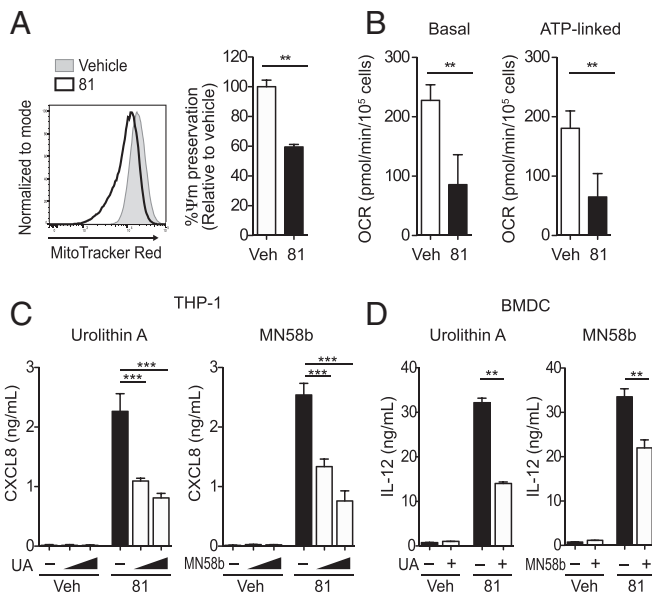 A
Vehicle
81
Normalized to mode
MitoTracker Red
%Ψm preservation
(Relative to vehicle)
120
100
80
60
40
20
0
**
Veh 81
B
Basal
OCR (pmol/min/10⁵ cells)
300
200
100
0
**
Veh 81
ATP-linked
OCR (pmol/min/10⁵ cells)
300
200
100
0
**
Veh 81
C
THP-1
Urolithin A
CXCL8 (ng/mL)
3
2
1
0
***
***
UA – –
Veh 81
MN58b
CXCL8 (ng/mL)
3
2
1
0
***
***
MN58b – –
Veh 81
D
BMDC
Urolithin A
IL-12 (ng/mL)
40
30
20
10
0
**
UA – + – +
Veh 81
MN58b
IL-12 (ng/mL)
40
30
20
10
0
**
MN58b – + – +
Veh 81